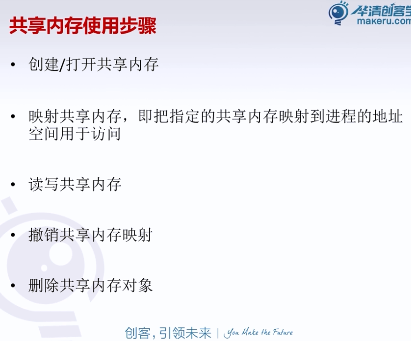 华清创客学
makeru.com
共享内存使用步骤
• 创建/打开共享内存
• 映射共享内存，即把指定的共享内存映射到进程的地址
空间用于访问
• 读写共享内存
• 撤销共享内存映射
• 删除共享内存对象
创客，引领未来 | You Make the Future